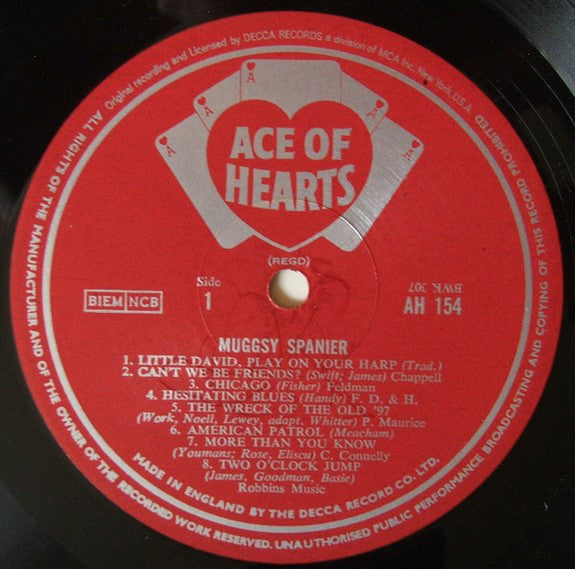 Original recording and Licensed by DECCA RECORDS a division of MCA Inc. New York, U.S.A.
ALL RIGHTS OF THE MANUFACTURER AND OF THE OWNER OF THE RECORDED WORK RESERVED. UNAUTHORISED PUBLIC PERFORMANCE BROADCASTING AND COPYING OF THIS RECORD PROHIBITED
A
A
A
A
A
ACE OF
HEARTS
(REGD)
BIEM NCB
Side
1
BWK 307
AH 154
MUGGSY SPANIER
1. LITTLE DAVID, PLAY ON YOUR HARP (Trad.)
2. CAN'T WE BE FRIENDS? (Swift; James) Chappell
3. CHICAGO (Fisher) Feldman
4. HESITATING BLUES (Handy) F. D. & H.
5. THE WRECK OF THE OLD '97
(Work, Noell, Lewey, adapt. Whitter) P. Maurice
6. AMERICAN PATROL (Meacham)
7. MORE THAN YOU KNOW
(Youmans; Rose, Eliscu) C. Connelly
8. TWO O'CLOCK JUMP
(James, Goodman, Basie)
Robbins Music
MADE IN ENGLAND BY THE DECCA RECORD CO. LTD.